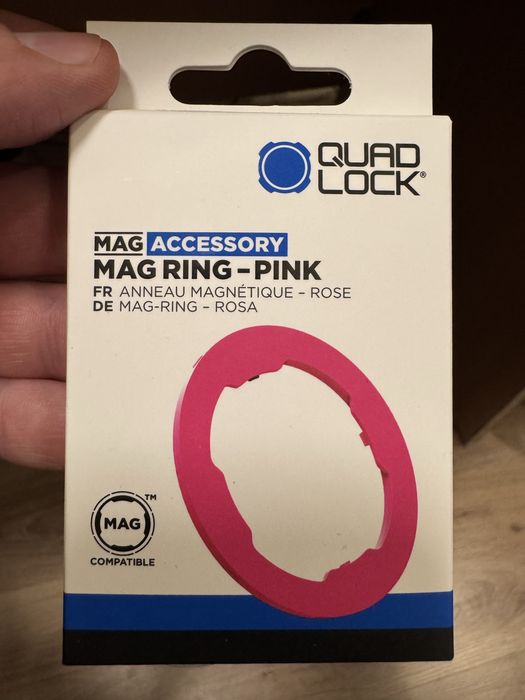 QUAD
LOCK®
MAG ACCESSORY
MAG RING – PINK
FR ANNEAU MAGNÉTIQUE – ROSE
DE MAG-RING – ROSA
MAG™
COMPATIBLE